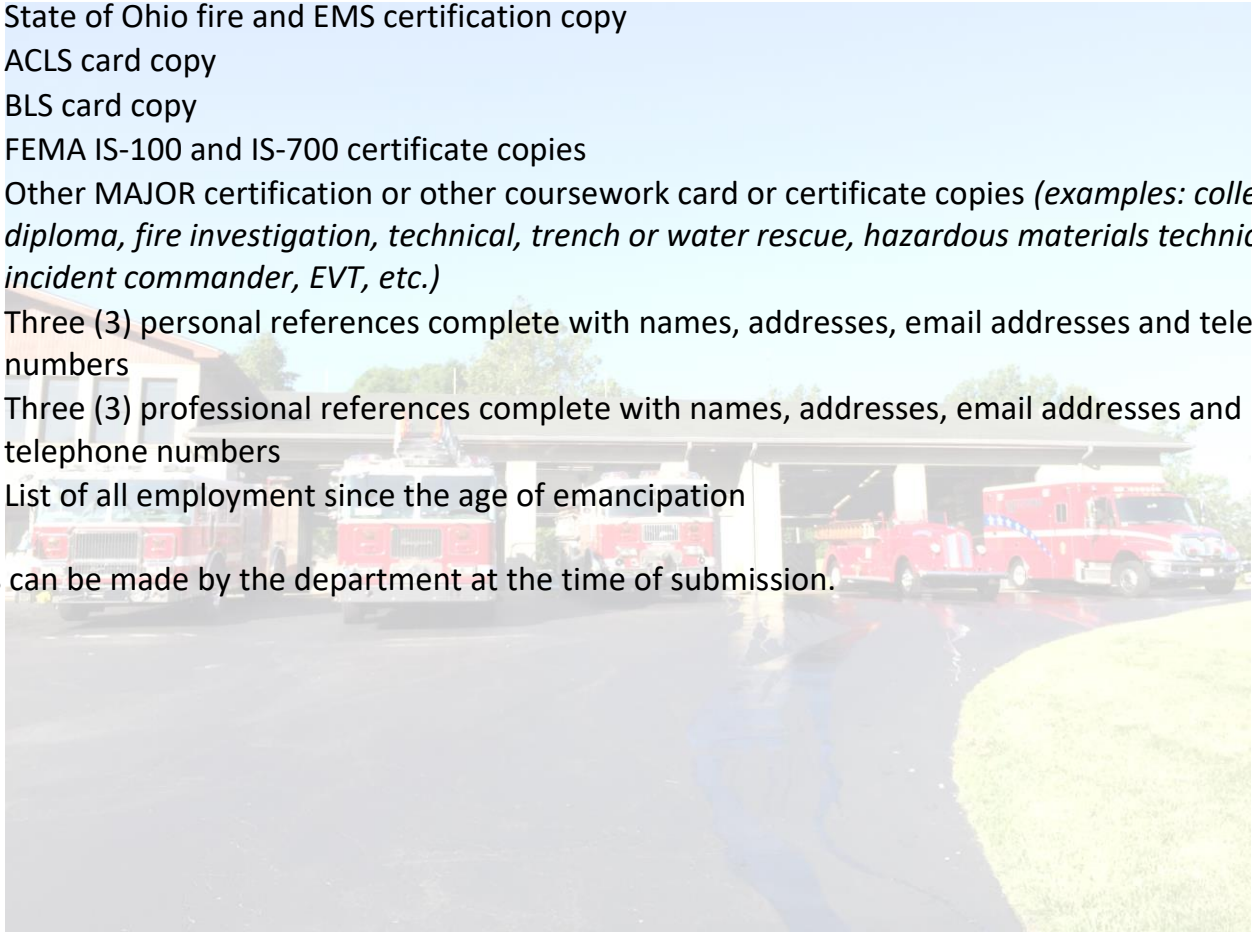 State of Ohio fire and EMS certification copy
ACLS card copy
BLS card copy
FEMA IS-100 and IS-700 certificate copies
Other MAJOR certification or other coursework card or certificate copies (examples: colle
diploma, fire investigation, technical, trench or water rescue, hazardous materials technic
incident commander, EVT, etc.)
Three (3) personal references complete with names, addresses, email addresses and tele
numbers
Three (3) professional references complete with names, addresses, email addresses and
telephone numbers
List of all employment since the age of emancipation
can be made by the department at the time of submission.